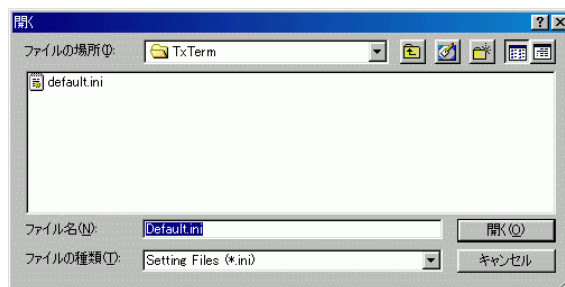 開く
ファイルの場所(I):
TxTerm
default.ini
ファイル名(N):
Default.ini
開く(O)
ファイルの種類(T):
Setting Files (*.ini)
キャンセル